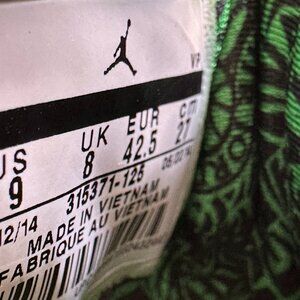 VP
US UK EUR cm
9 8 42.5 27
315371-125
12/14
MADE IN VIETNAM
FABRIQUE AU VIETNAM